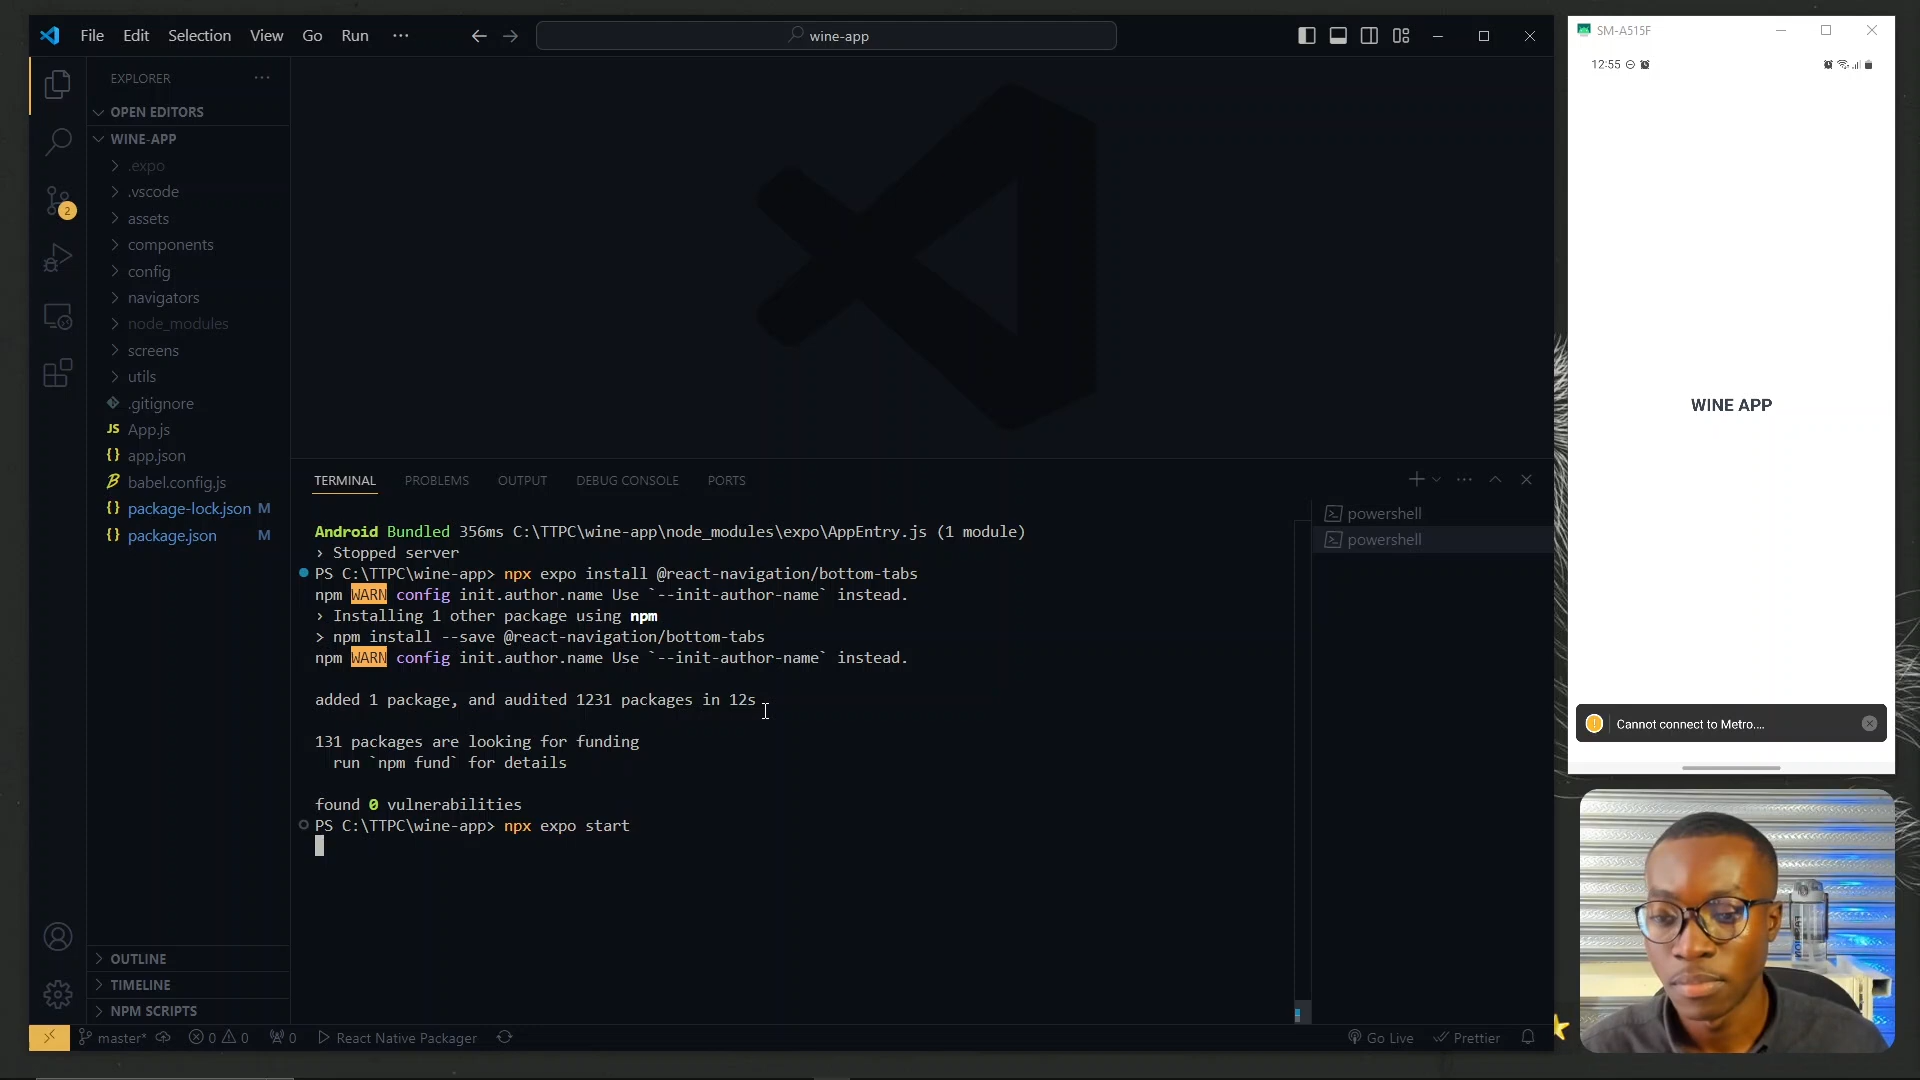 File Edit Selection View Go Run ···
wine-app
EXPLORER
OPEN EDITORS
WINE-APP
.expo
.vscode
assets
components
config
navigators
node_modules
screens
utils
.gitignore
JS App.js
{} app.json
babel.config.js
{} package-lock.json M
{} package.json M
OUTLINE
TIMELINE
NPM SCRIPTS
2
TERMINAL PROBLEMS OUTPUT DEBUG CONSOLE PORTS
powershell
powershell
Android Bundled 356ms C:\TTPC\wine-app\node_modules\expo\AppEntry.js (1 module)
› Stopped server
PS C:\TTPC\wine-app> npx expo install @react-navigation/bottom-tabs
npm WARN config init.author.name Use `--init-author-name` instead.
› Installing 1 other package using npm
> npm install --save @react-navigation/bottom-tabs
npm WARN config init.author.name Use `--init-author-name` instead.
added 1 package, and audited 1231 packages in 12s
131 packages are looking for funding
run `npm fund` for details
found 0 vulnerabilities
PS C:\TTPC\wine-app> npx expo start
master* 0 0 0 React Native Packager Go Live Prettier
SM-A515F
12:55
WINE APP
Cannot connect to Metro....